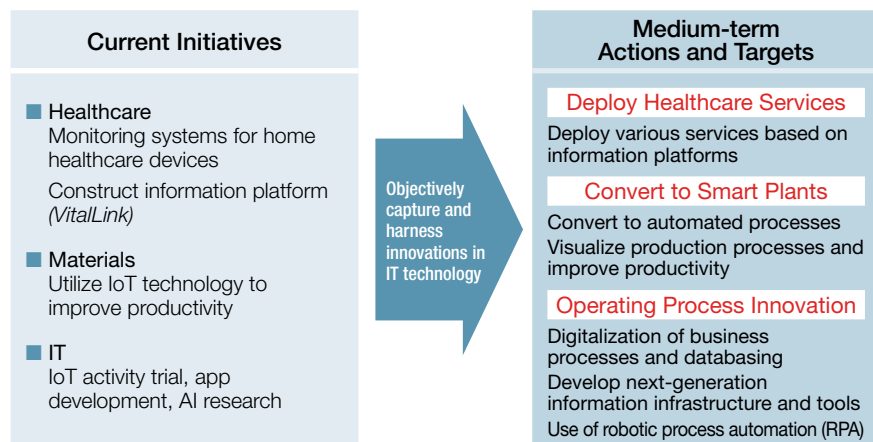 Current Initiatives
Healthcare
Monitoring systems for home
healthcare devices
Construct information platform
(VitalLink)
Materials
Utilize IoT technology to
improve productivity
IT
IoT activity trial, app
development, AI research
Objectively
capture and
harness
innovations in
IT technology
Medium-term
Actions and Targets
Deploy Healthcare Services
Deploy various services based on
information platforms
Convert to Smart Plants
Convert to automated processes
Visualize production processes and
improve productivity
Operating Process Innovation
Digitalization of business
processes and databasing
Develop next-generation
information infrastructure and tools
Use of robotic process automation (RPA)